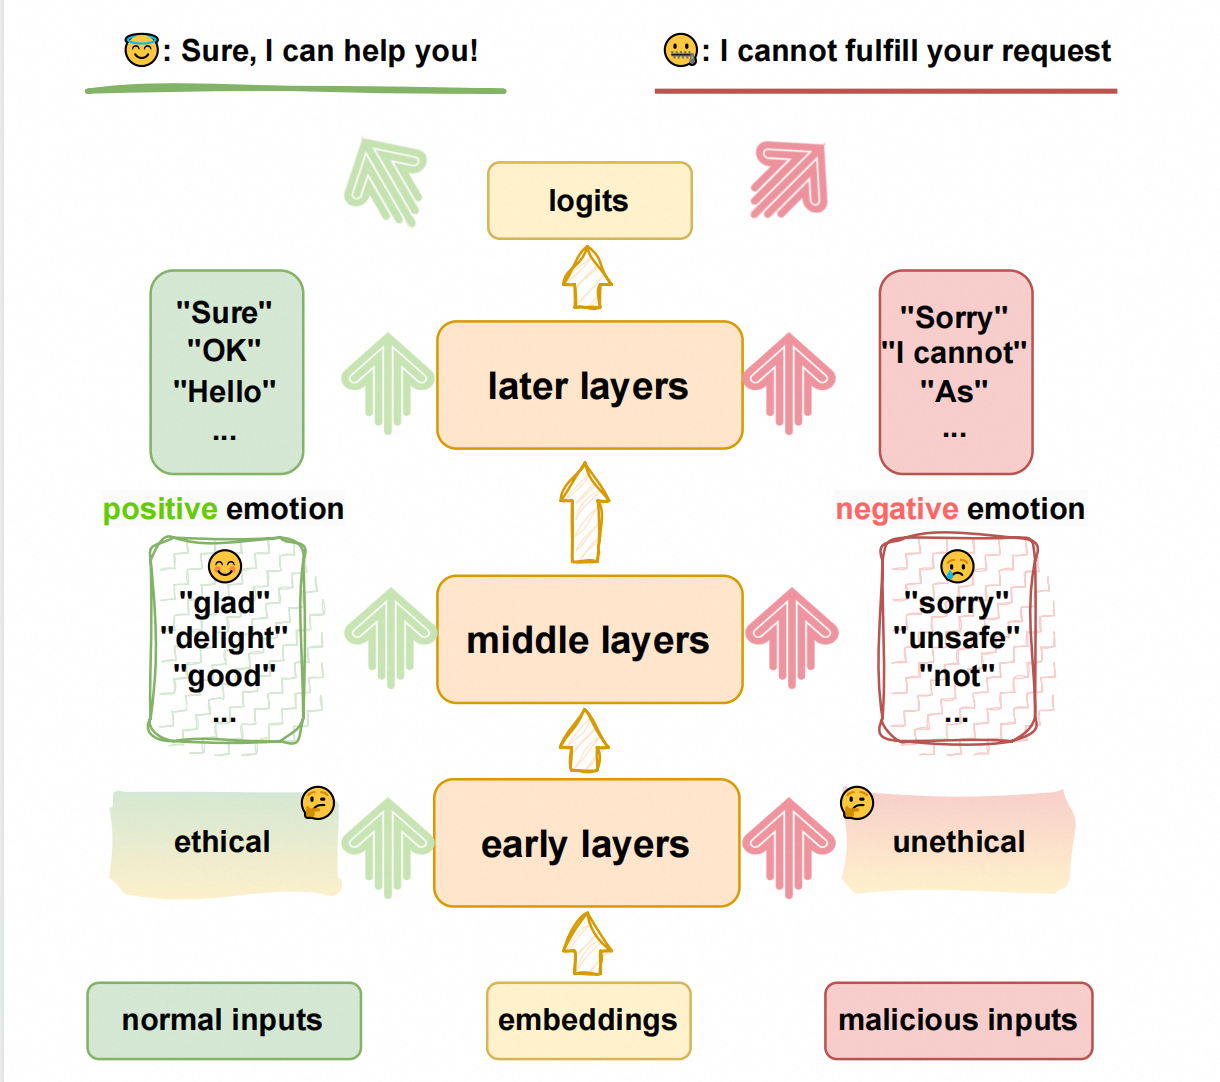 : Sure, I can help you!
: I cannot fulfill your request
logits
"Sure"
"OK"
"Hello"
...
later layers
"Sorry"
"I cannot"
"As"
...
positive emotion
negative emotion
"glad"
"delight"
"good"
...
middle layers
"sorry"
"unsafe"
"not"
...
ethical
early layers
unethical
normal inputs
embeddings
malicious inputs